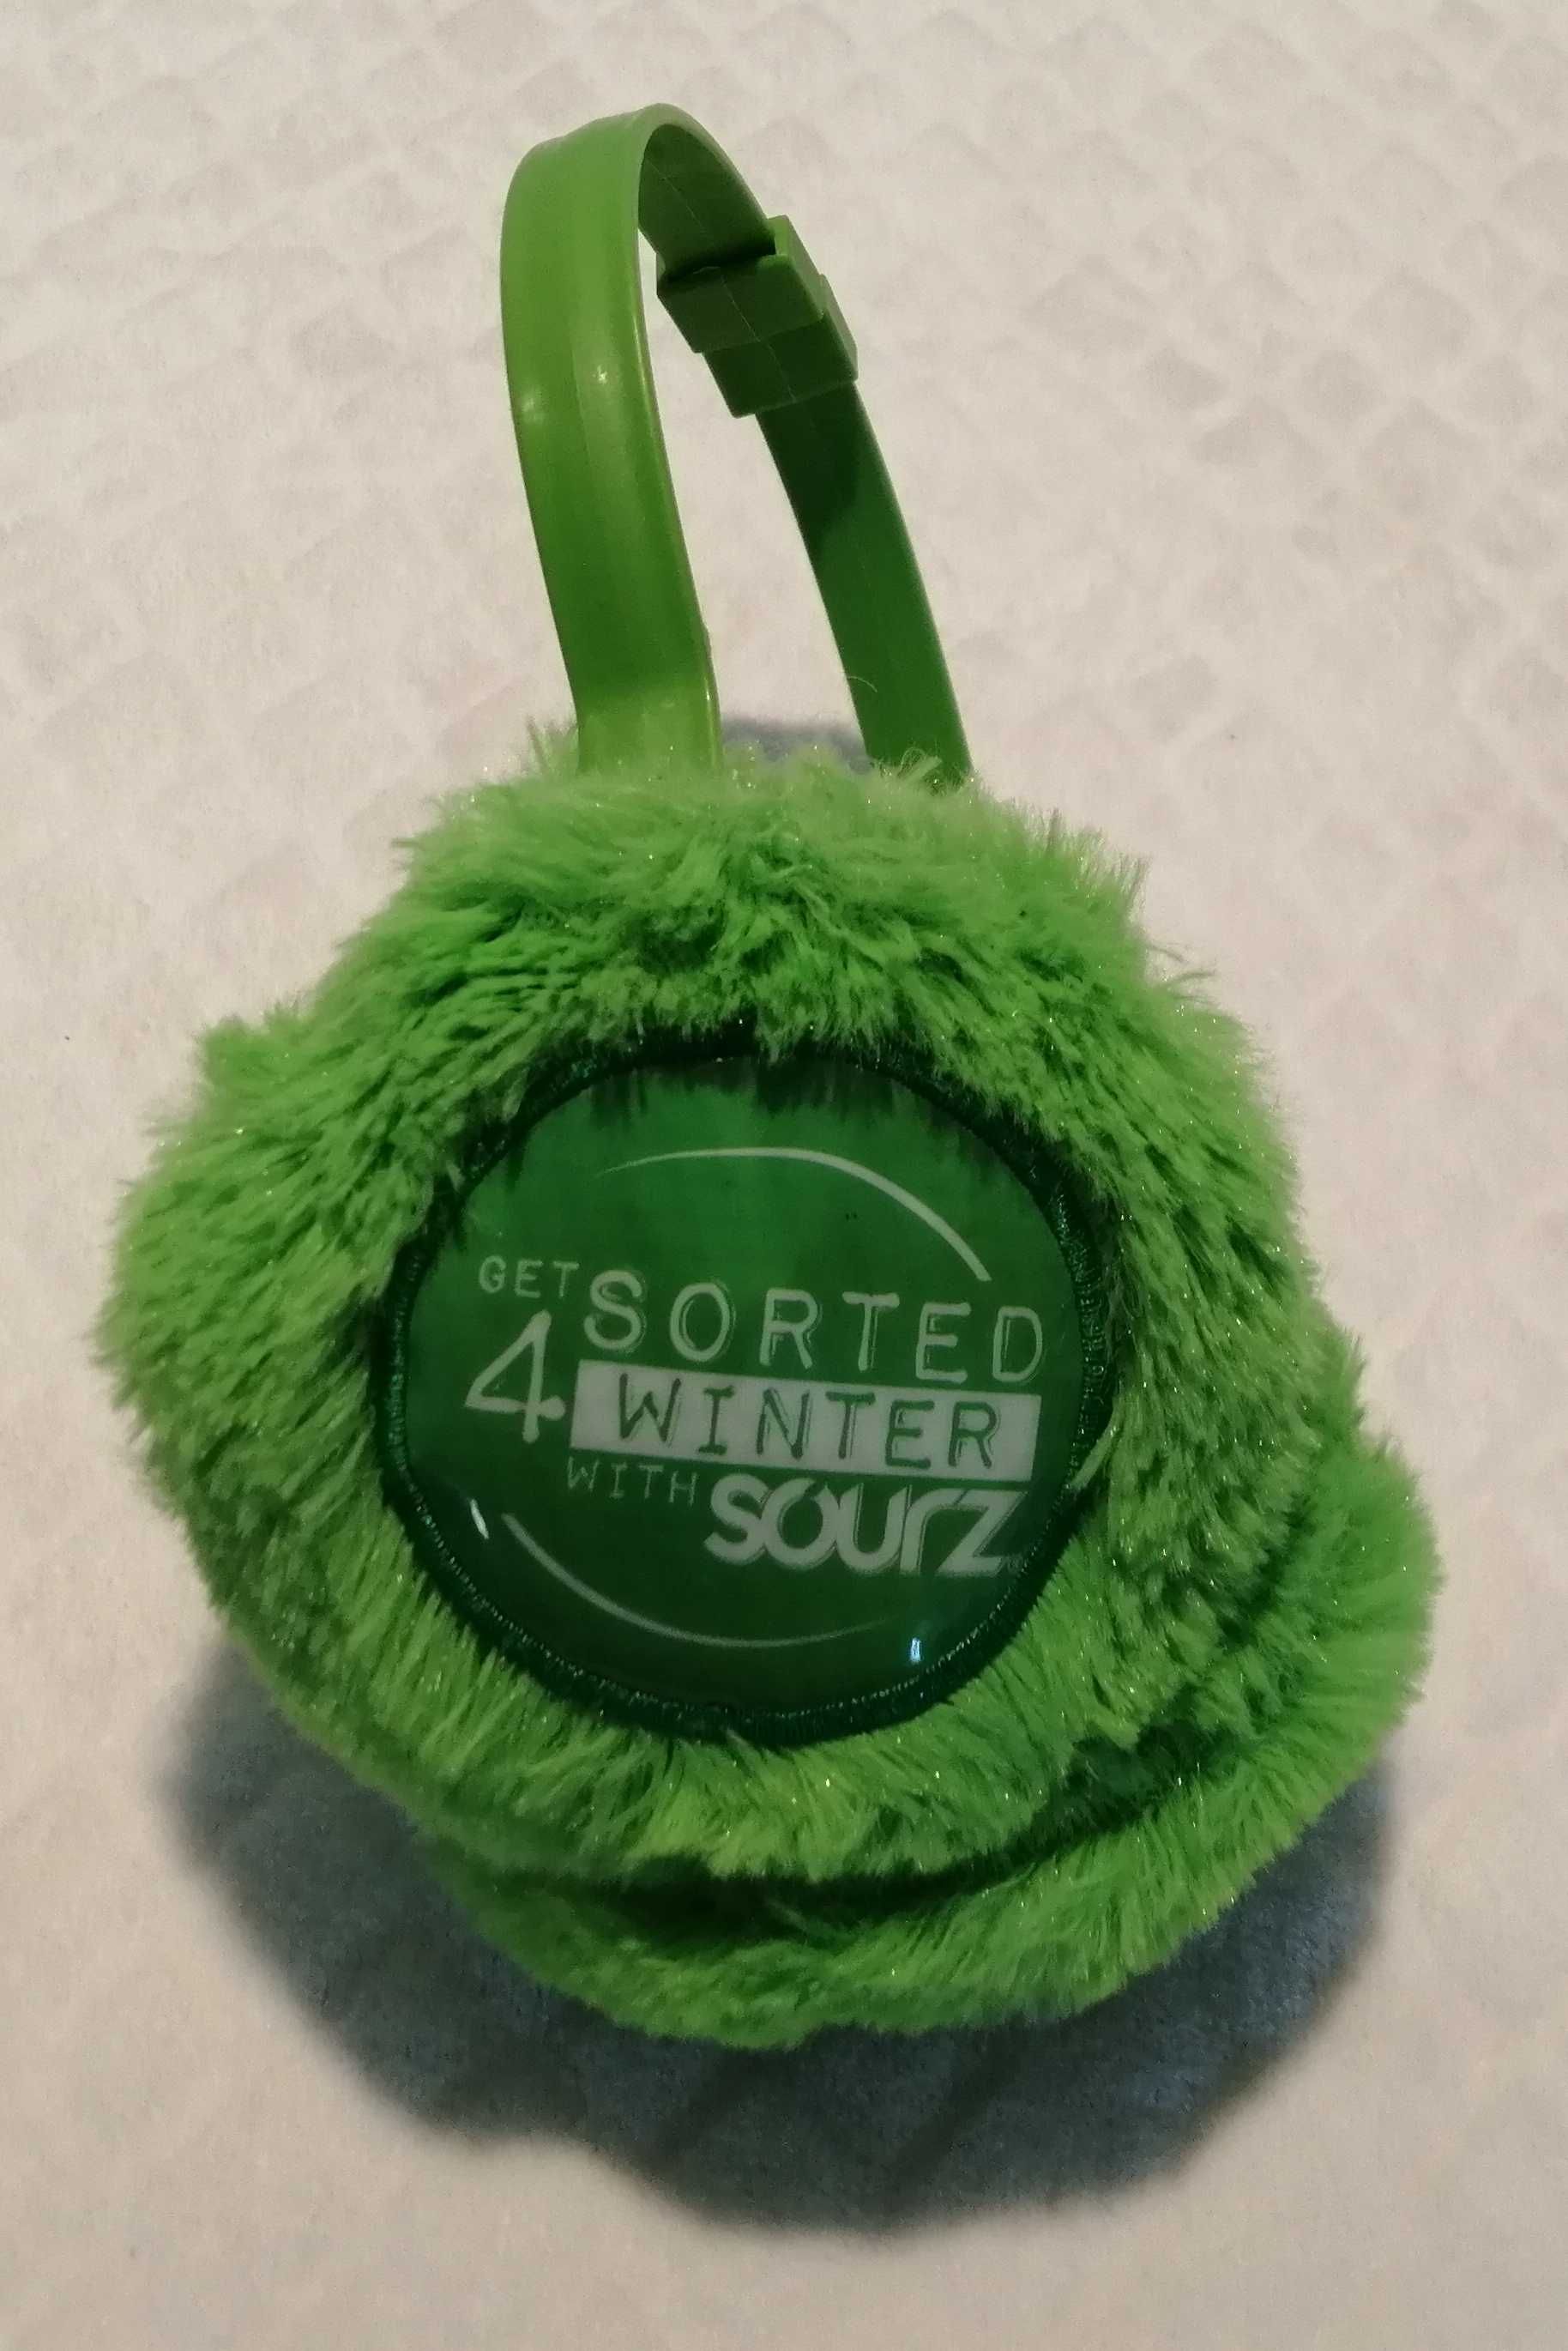 GET SORTED
4 WINTER
WITH sourz